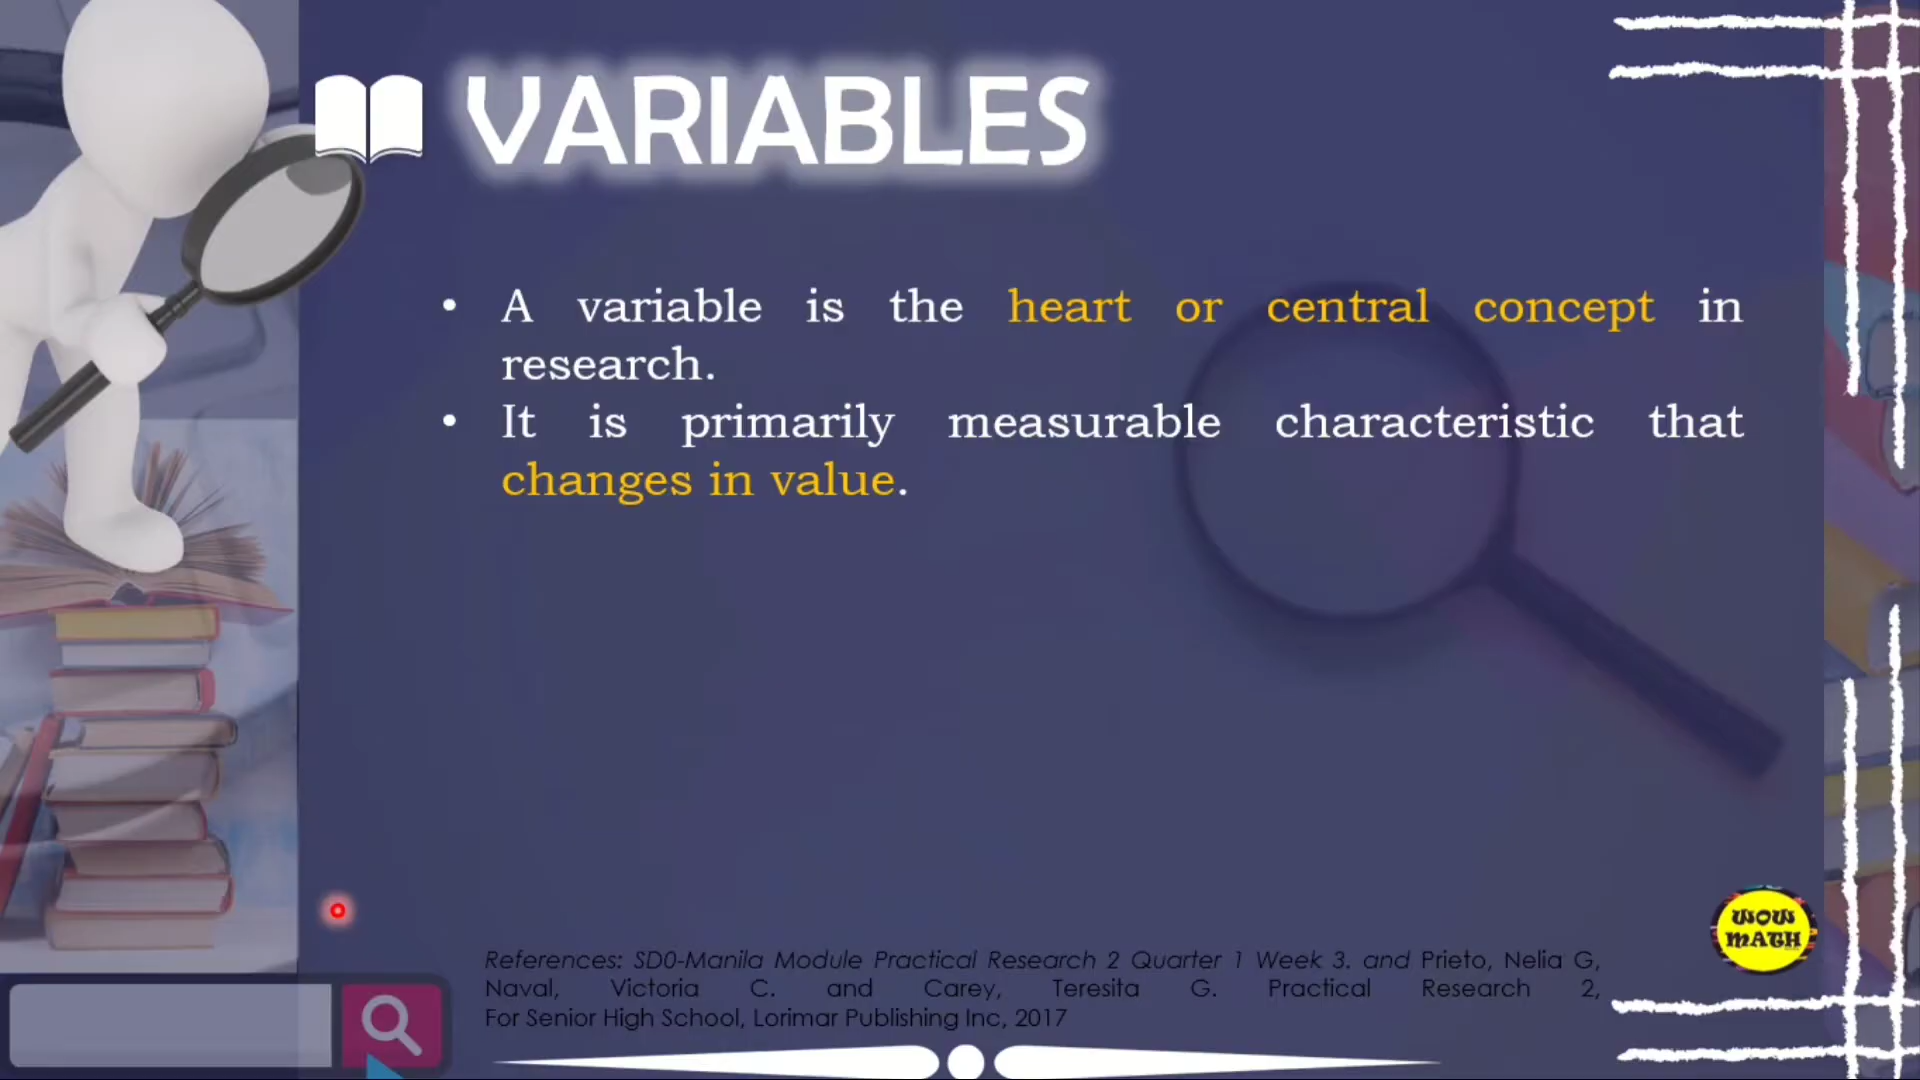 VARIABLES
• A variable is the heart or central concept in
research.
• It is primarily measurable characteristic that
changes in value.
WOW
MATH
References: SD0-Manila Module Practical Research 2 Quarter 1 Week 3. and Prieto, Nelia G,
Naval, Victoria C. and Carey, Teresita G. Practical Research 2,
For Senior High School, Lorimar Publishing Inc, 2017